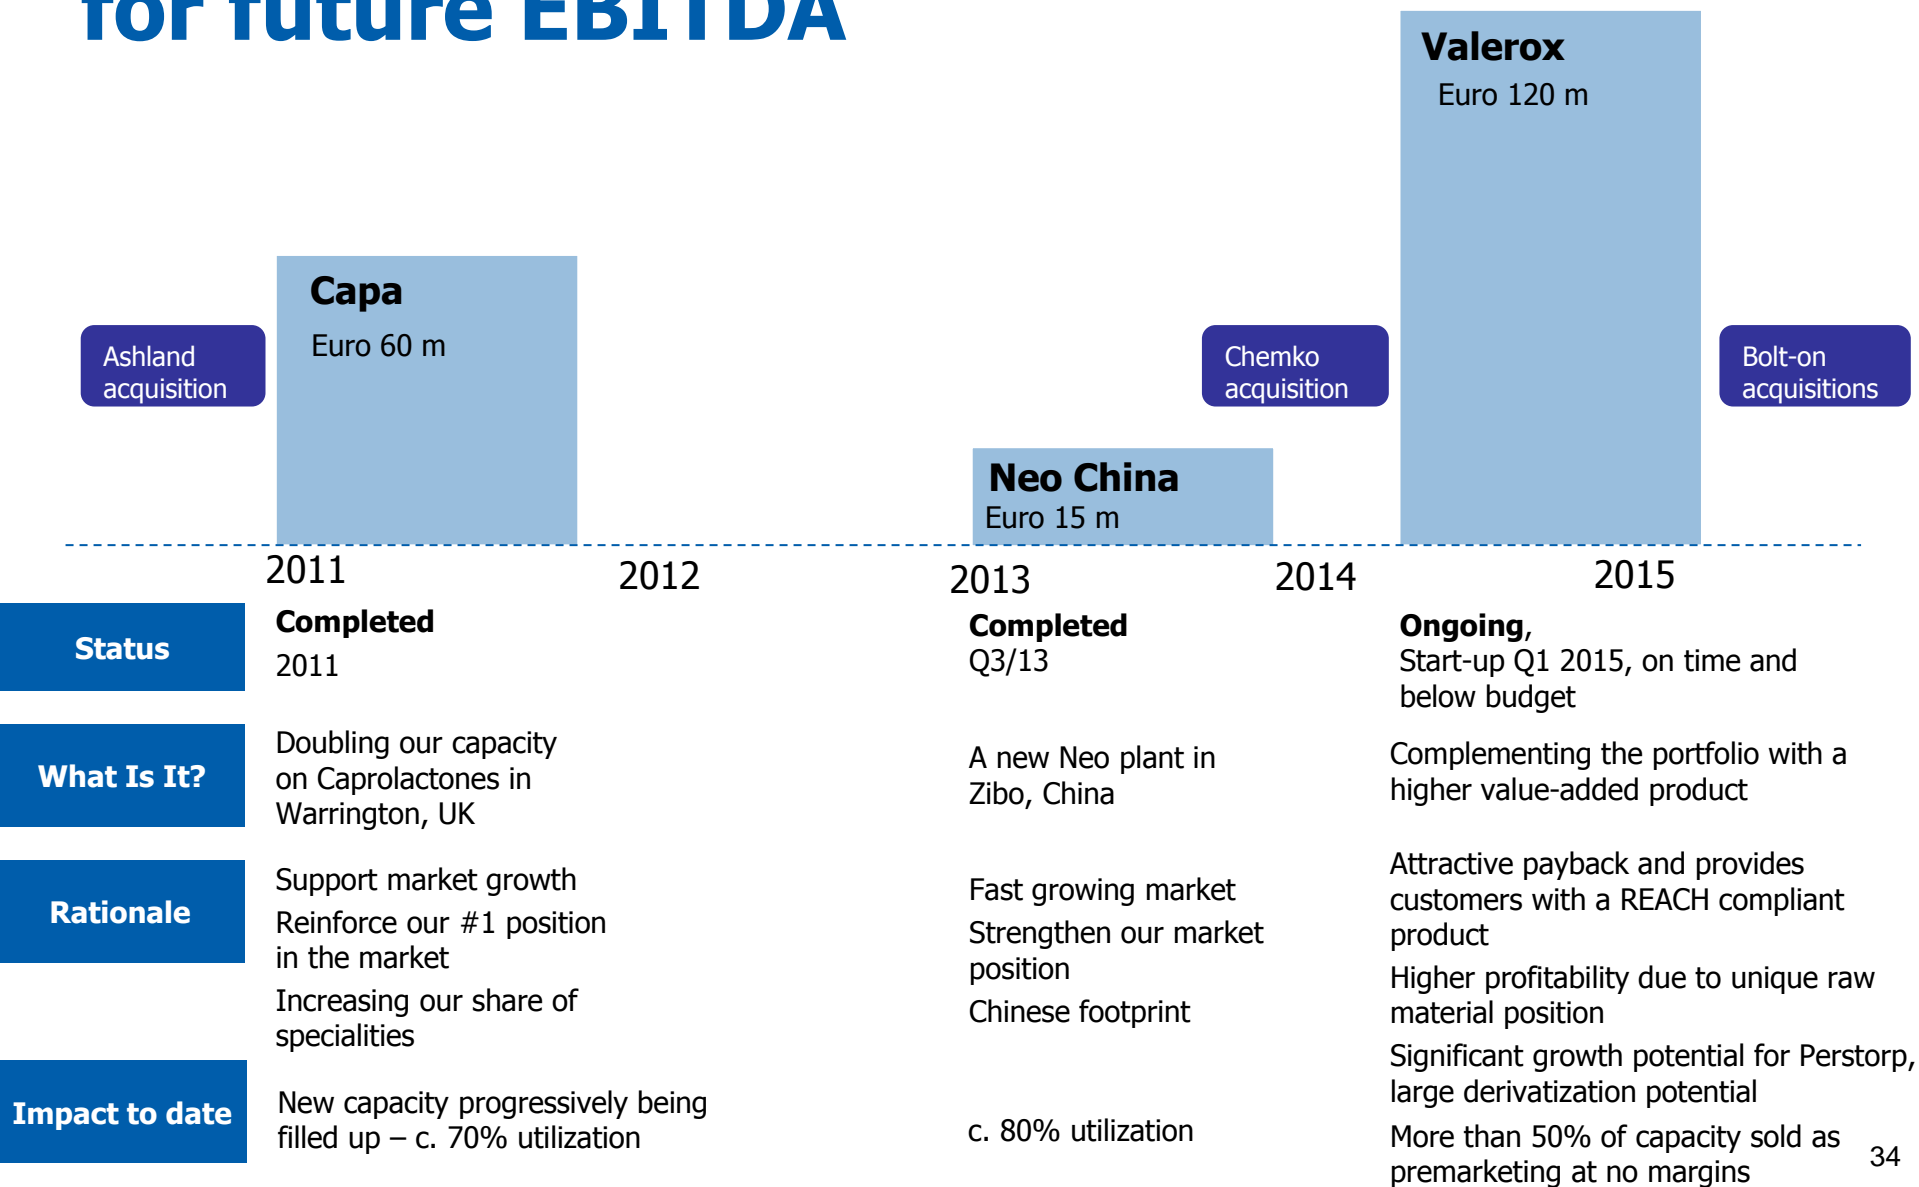 for future EBITDA
Valerox
Euro 120 m
Capa
Euro 60 m
Ashland
acquisition
Chemko
acquisition
Bolt-on
acquisitions
Neo China
Euro 15 m
2011
2012
2013
2014
2015
Status
Completed
2011
Completed
Q3/13
Ongoing,
Start-up Q1 2015, on time and
below budget
What Is It?
Doubling our capacity
on Caprolactones in
Warrington, UK
A new Neo plant in
Zibo, China
Complementing the portfolio with a
higher value-added product
Rationale
Support market growth
Reinforce our #1 position
in the market
Increasing our share of
specialities
Fast growing market
Strengthen our market
position
Chinese footprint
Attractive payback and provides
customers with a REACH compliant
product
Higher profitability due to unique raw
material position
Significant growth potential for Perstorp,
large derivatization potential
Impact to date
New capacity progressively being
filled up – c. 70% utilization
c. 80% utilization
More than 50% of capacity sold as
premarketing at no margins
34